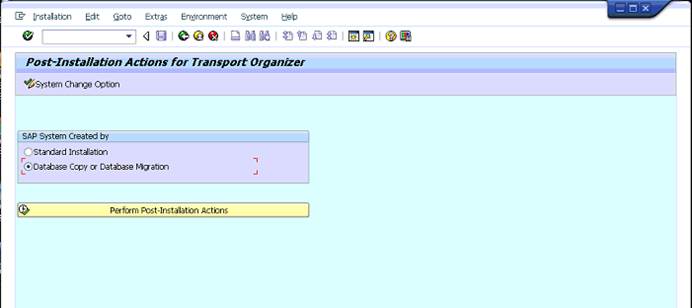 Installation Edit Goto Extras Environment System Help
Post-Installation Actions for Transport Organizer
System Change Option
SAP System Created by
Standard Installation
Database Copy or Database Migration
Perform Post-Installation Actions